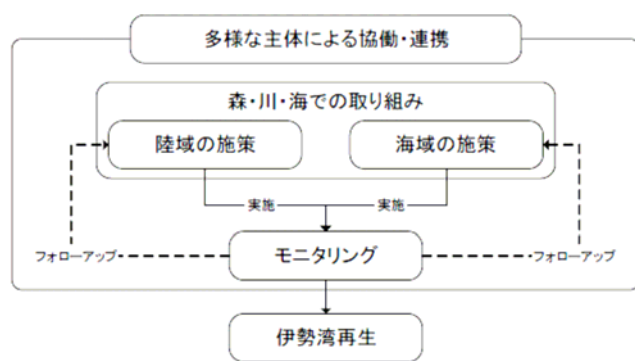 多様な主体による協働・連携
森・川・海での取り組み
陸域の施策
海域の施策
実施
実施
フォローアップ
モニタリング
フォローアップ
伊勢湾再生